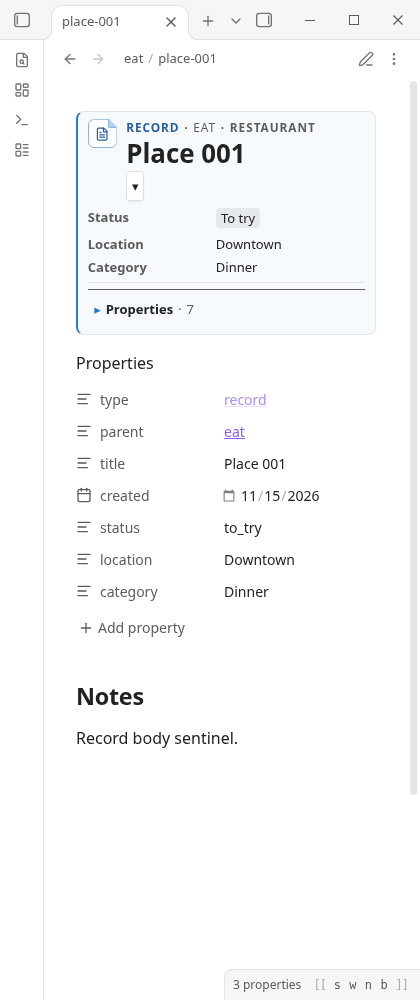 place-001
eat / place-001
RECORD · EAT · RESTAURANT
Place 001
Status To try
Location Downtown
Category Dinner
Properties · 7
Properties
type record
parent eat
title Place 001
created 11/15/2026
status to_try
location Downtown
category Dinner
Add property
Notes
Record body sentinel.
3 properties [[ s w n b ]]